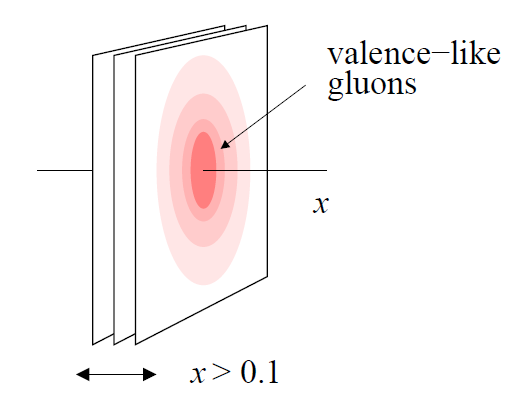 valence−like
gluons
x
x > 0.1